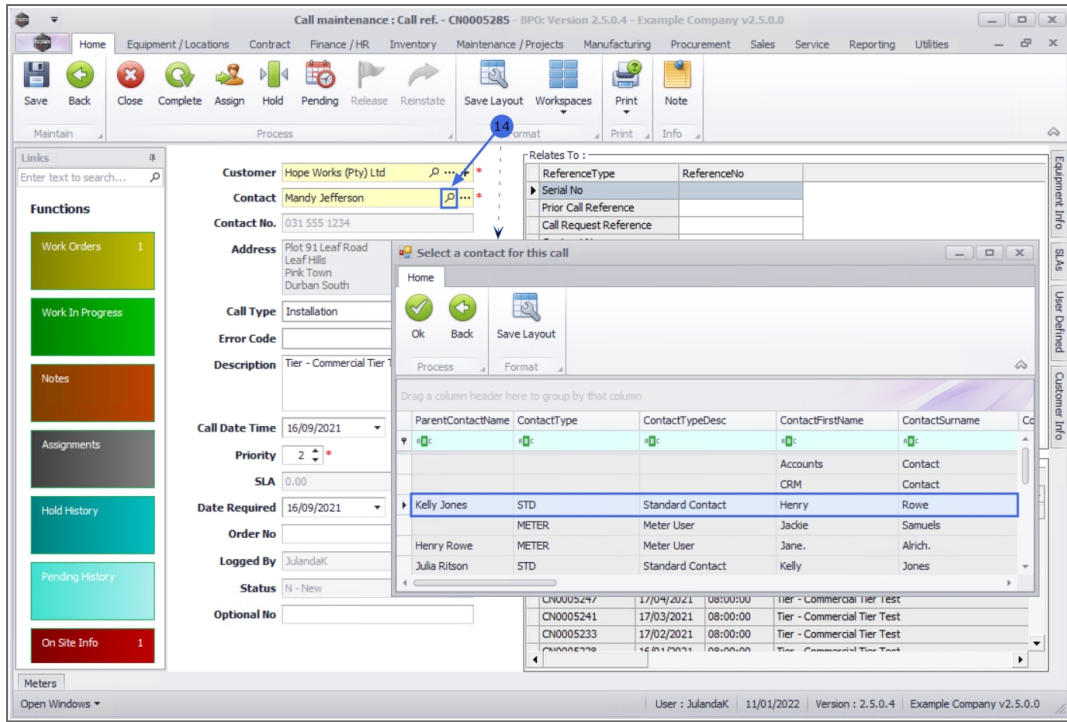 Call maintenance : Call ref. - CN0005285 - BPO: Version 2.5.0.4 - Example Company v2.5.0.0
Home Equipment / Locations Contract Finance / HR Inventory Maintenance / Projects Manufacturing Procurement Sales Service Reporting Utilities
Save Back Close Complete Assign Hold Pending Release Reinstate Save Layout Workspaces Print Note
Maintain Process Format Print Info
14
Links
Enter text to search...
Functions
Work Orders 1
Work In Progress
Notes
Assignments
Hold History
Pending History
On Site Info 1
Customer Hope Works (Pty) Ltd *
Contact Mandy Jefferson *
Contact No. 031 555 1234
Address Plot 91 Leaf Road
Leaf Hills
Pink Town
Durban South
Call Type Installation
Error Code
Description Tier - Commercial Tier T
Call Date Time 16/09/2021
Priority 2 *
SLA 0.00
Date Required 16/09/2021
Order No
Logged By JulandaK
Status N - New
Optional No
Relates To :
ReferenceType ReferenceNo
Serial No
Prior Call Reference
Call Request Reference
Equipment Info
SLAs
User Defined
Customer Info
Select a contact for this call
Home
Ok Back Save Layout
Process Format
Drag a column header here to group by that column
ParentContactName ContactType ContactTypeDesc ContactFirstName ContactSurname Co
Accounts Contact
CRM Contact
Kelly Jones STD Standard Contact Henry Rowe
METER Meter User Jackie Samuels
Henry Rowe METER Meter User Jane. Alrich.
Julia Ritson STD Standard Contact Kelly Jones
CN0005247 17/04/2021 08:00:00 Tier - Commercial Tier Test
CN0005241 17/03/2021 08:00:00 Tier - Commercial Tier Test
CN0005233 17/02/2021 08:00:00 Tier - Commercial Tier Test
CN0005228 16/01/2021 08:00:00 Tier - Commercial Tier Test
Meters
Open Windows User : JulandaK 11/01/2022 Version : 2.5.0.4 Example Company v2.5.0.0